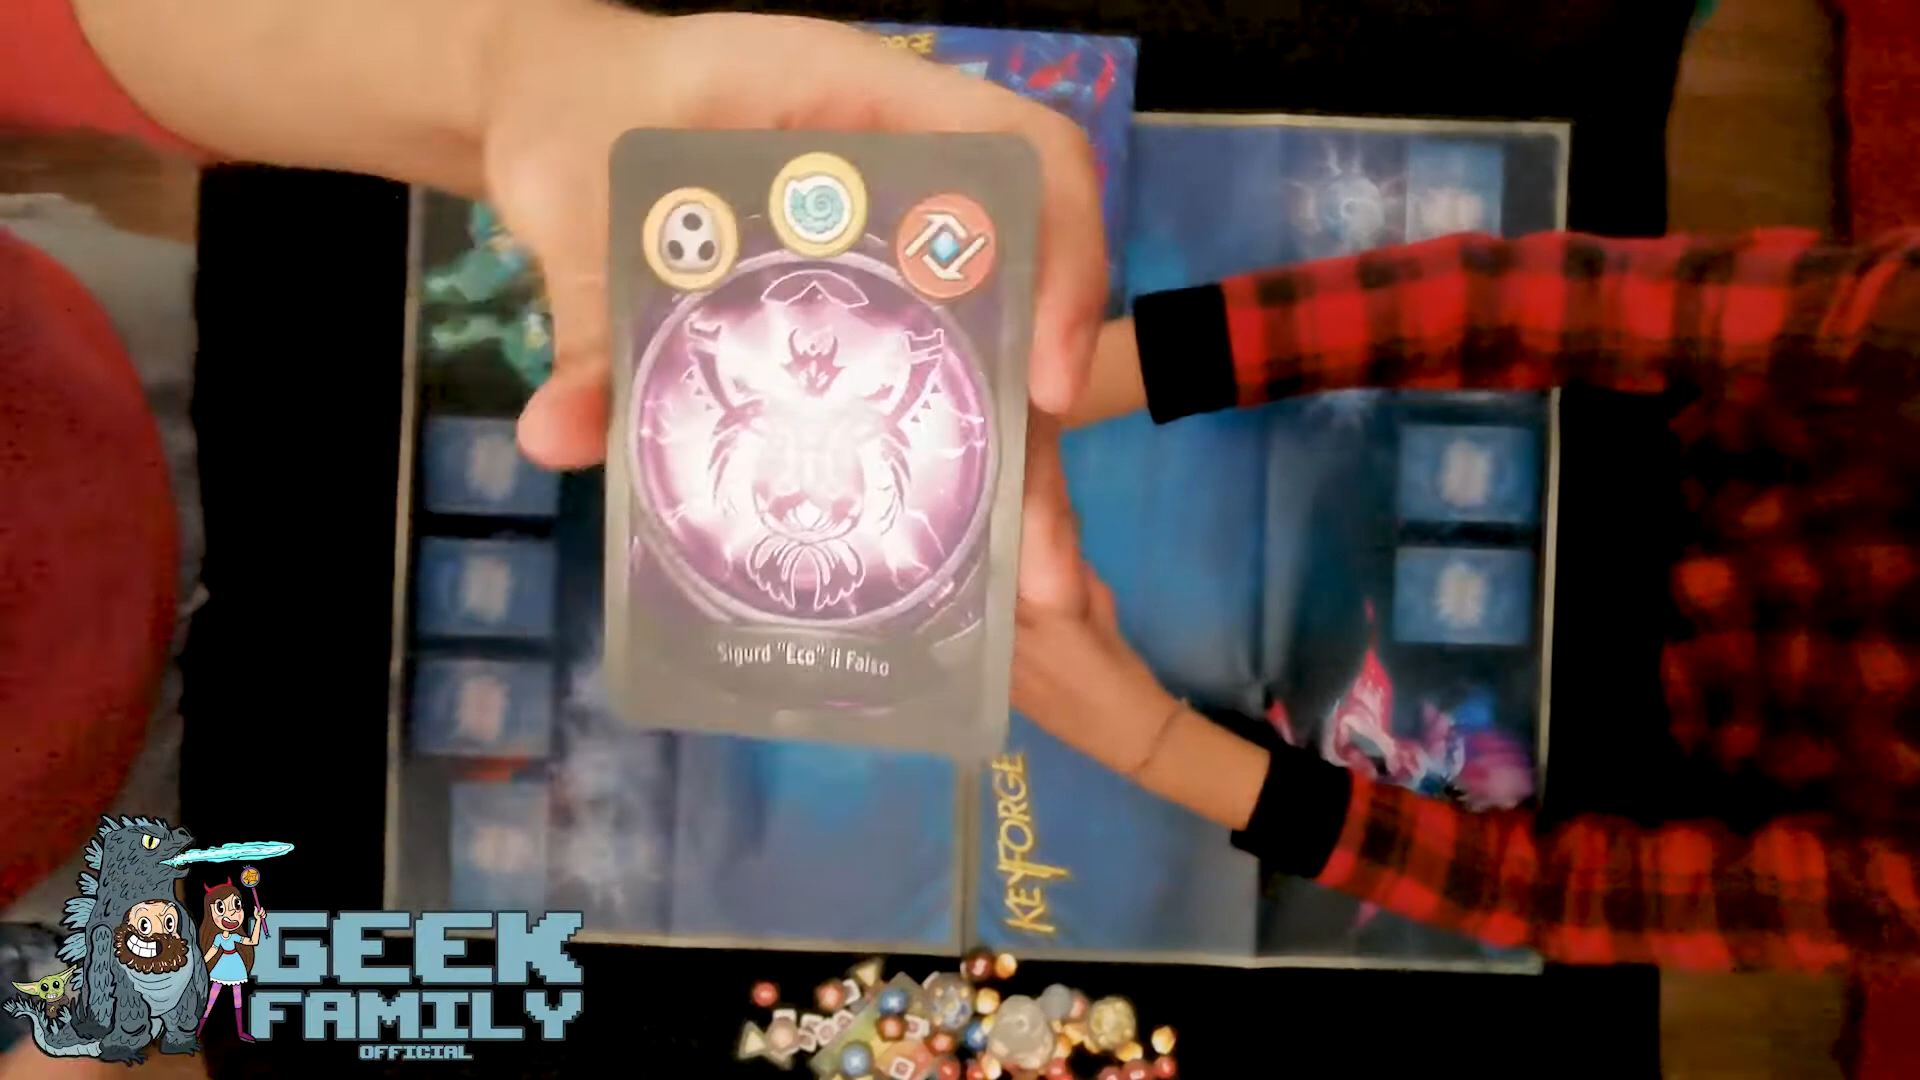 Sigurd "Eco" il Falso
KEYFORGE
GEEK
FAMILY
OFFICIAL